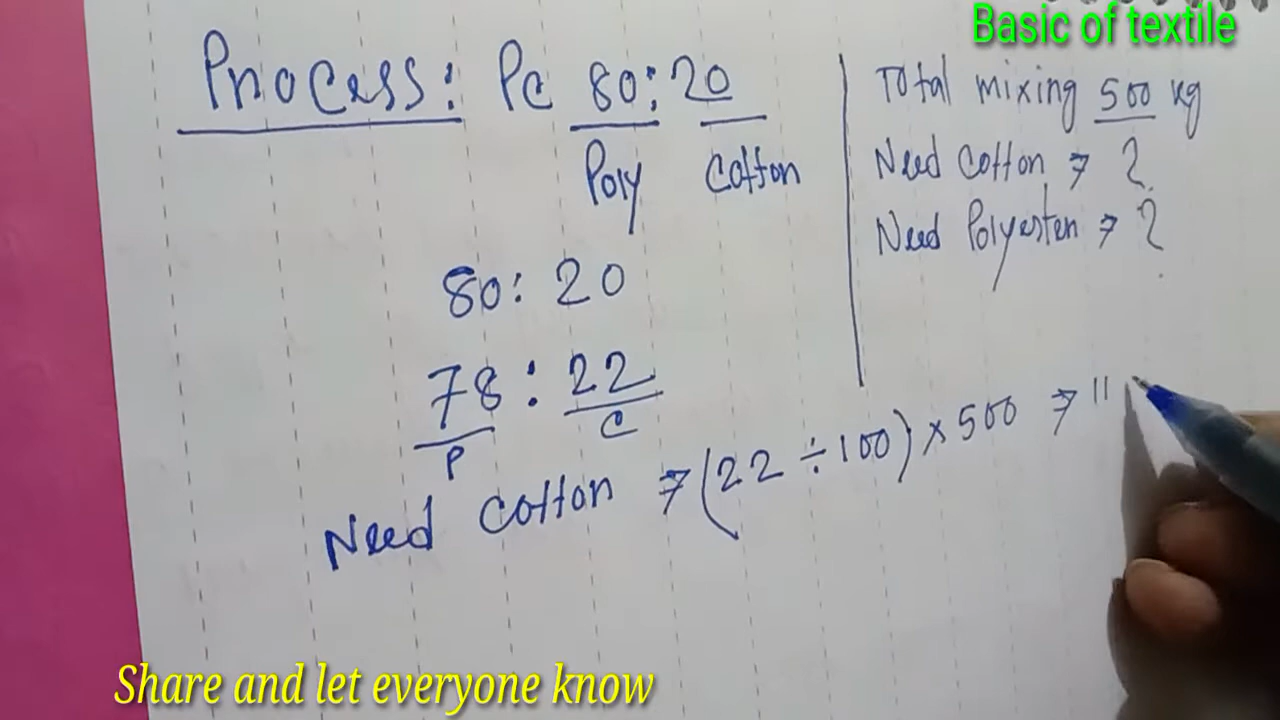 Basic of textile
Process: PC 80:20
Poly Cotton
Total mixing 500 kg
Need Cotton ⇒ ?
Need Polyester ⇒ ?
80:20
78:22
P C
Need Cotton ⇒ (22 ÷ 100) × 500 ⇒ 11
Share and let everyone know